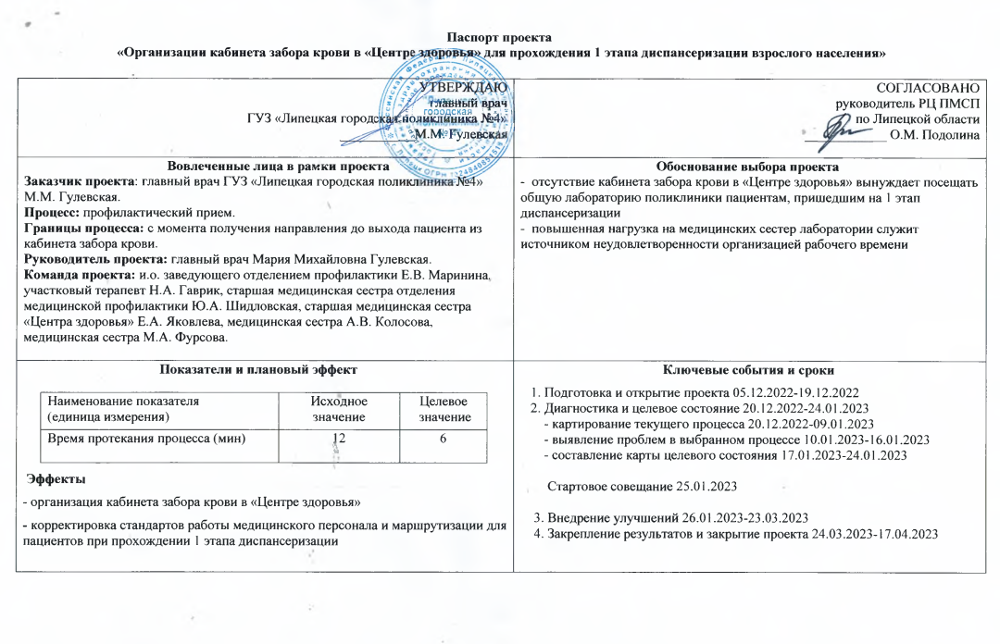 Паспорт проекта
«Организации кабинета забора крови в «Центре здоровья» для прохождения 1 этапа диспансеризации взрослого населения»
УТВЕРЖДАЮ
главный врач
ГУЗ «Липецкая городская поликлиника №4»
М.М. Гулевская
СОГЛАСОВАНО
руководитель РЦ ПМСП
по Липецкой области
О.М. Подолина
Вовлеченные лица в рамки проекта
Заказчик проекта: главный врач ГУЗ «Липецкая городская поликлиника №4»
М.М. Гулевская.
Процесс: профилактический прием.
Границы процесса: с момента получения направления до выхода пациента из
кабинета забора крови.
Руководитель проекта: главный врач Мария Михайловна Гулевская.
Команда проекта: и.о. заведующего отделением профилактики Е.В. Маринина,
участковый терапевт Н.А. Гаврик, старшая медицинская сестра отделения
медицинской профилактики Ю.А. Шидловская, старшая медицинская сестра
«Центра здоровья» Е.А. Яковлева, медицинская сестра А.В. Колосова,
медицинская сестра М.А. Фурсова.
Обоснование выбора проекта
- отсутствие кабинета забора крови в «Центре здоровья» вынуждает посещать
общую лабораторию поликлиники пациентам, пришедшим на 1 этап
диспансеризации
- повышенная нагрузка на медицинских сестер лаборатории служит
источником неудовлетворенности организацией рабочего времени
Показатели и плановый эффект
Наименование показателя
(единица измерения)
Исходное
значение
Целевое
значение
Время протекания процесса (мин) 12 6
Эффекты
- организация кабинета забора крови в «Центре здоровья»
- корректировка стандартов работы медицинского персонала и маршрутизации для
пациентов при прохождении 1 этапа диспансеризации
Ключевые события и сроки
1. Подготовка и открытие проекта 05.12.2022-19.12.2022
2. Диагностика и целевое состояние 20.12.2022-24.01.2023
- картирование текущего процесса 20.12.2022-09.01.2023
- выявление проблем в выбранном процессе 10.01.2023-16.01.2023
- составление карты целевого состояния 17.01.2023-24.01.2023
Стартовое совещание 25.01.2023
3. Внедрение улучшений 26.01.2023-23.03.2023
4. Закрепление результатов и закрытие проекта 24.03.2023-17.04.2023